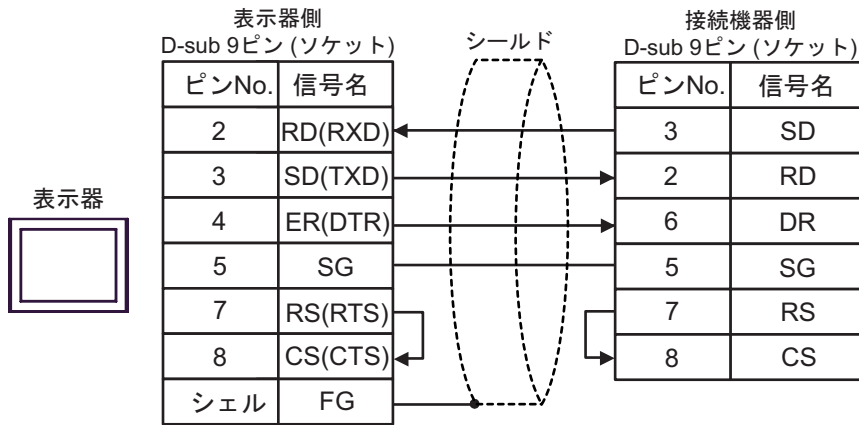 表示器側
D-sub 9ピン (ソケット)
シールド
接続機器側
D-sub 9ピン (ソケット)
ピンNo. 信号名
2 RD(RXD)
3 SD(TXD)
4 ER(DTR)
5 SG
7 RS(RTS)
8 CS(CTS)
シェル FG
表示器
ピンNo. 信号名
3 SD
2 RD
6 DR
5 SG
7 RS
8 CS